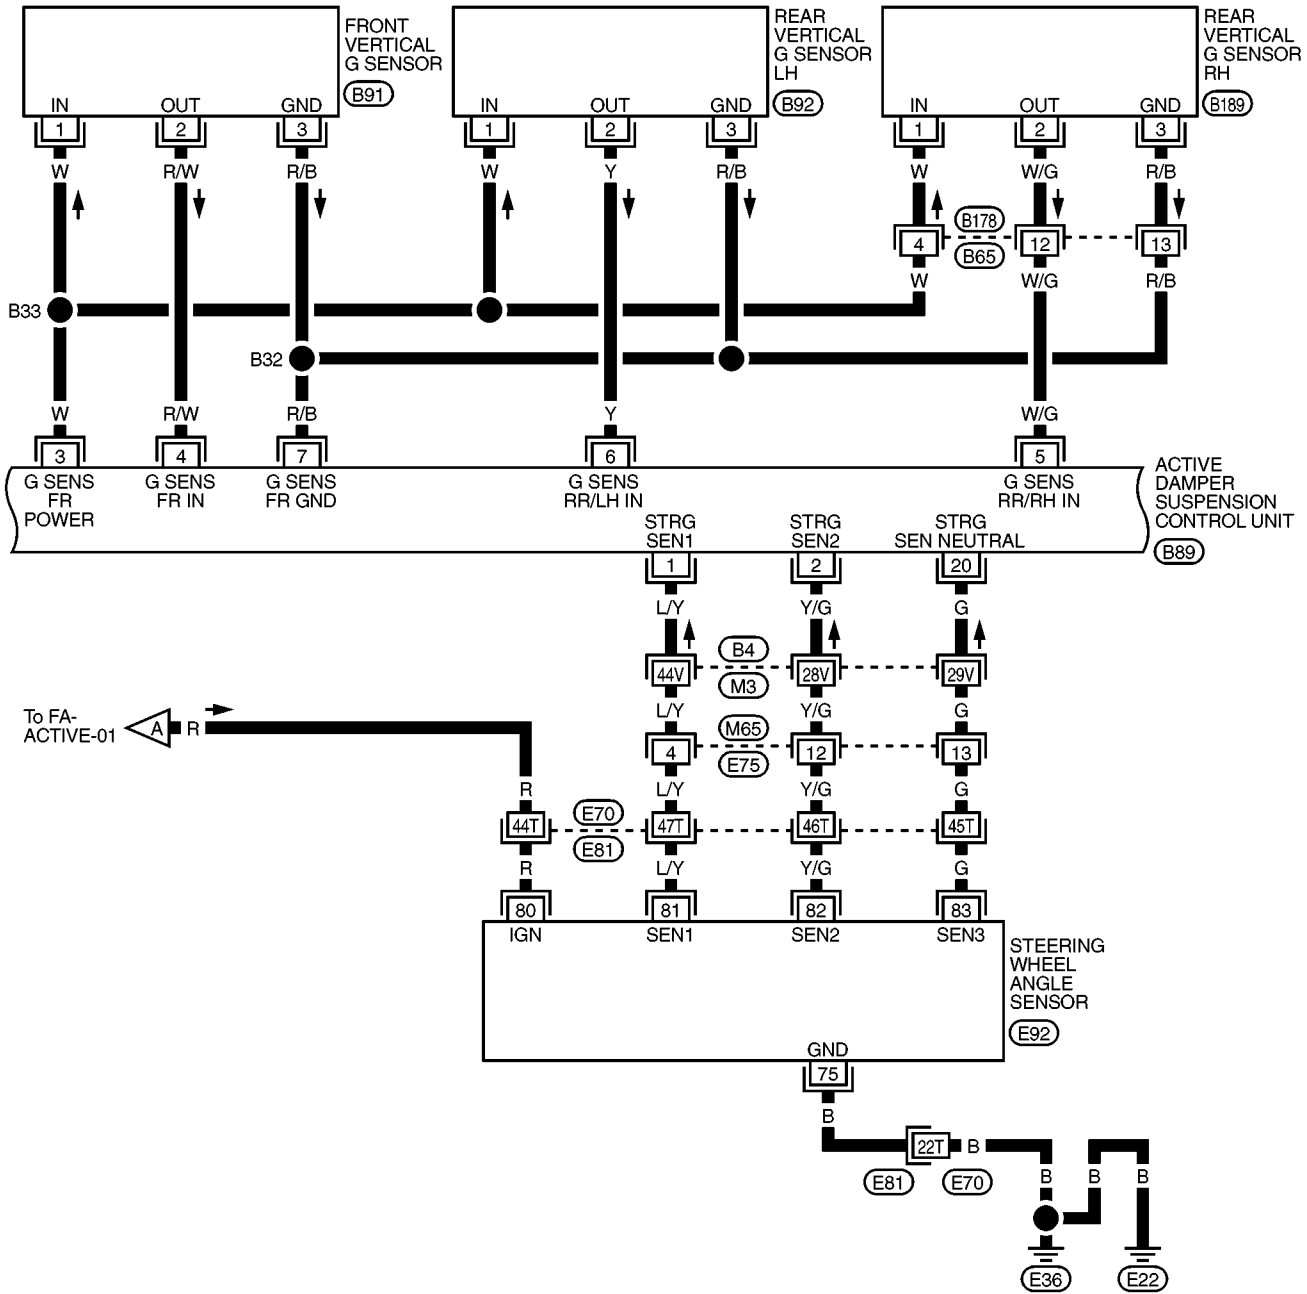 FRONT
VERTICAL
G SENSOR
B91
IN OUT GND
1 2 3
W R/W R/B
REAR
VERTICAL
G SENSOR
LH
B92
IN OUT GND
1 2 3
W Y R/B
REAR
VERTICAL
G SENSOR
RH
B189
IN OUT GND
1 2 3
W W/G R/B
B178
4 12 13
B65
W W/G R/B
B33
B32
W R/W R/B Y W/G
3 4 7 6 5
G SENS
FR
POWER
G SENS
FR IN
G SENS
FR GND
G SENS
RR/LH IN
G SENS
RR/RH IN
ACTIVE
DAMPER
SUSPENSION
CONTROL UNIT
B89
STRG
SEN1
STRG
SEN2
STRG
SEN NEUTRAL
1 2 20
L/Y Y/G G
B4
44V 28V 29V
M3
L/Y Y/G G
To FA-
ACTIVE-01
A R
M65
4 12 13
E75
R L/Y Y/G G
E70
44T 47T 46T 45T
E81
R L/Y Y/G G
80 81 82 83
IGN SEN1 SEN2 SEN3
STEERING
WHEEL
ANGLE
SENSOR
E92
GND
75
B
22T B
E81 E70
B B B
E36 E22